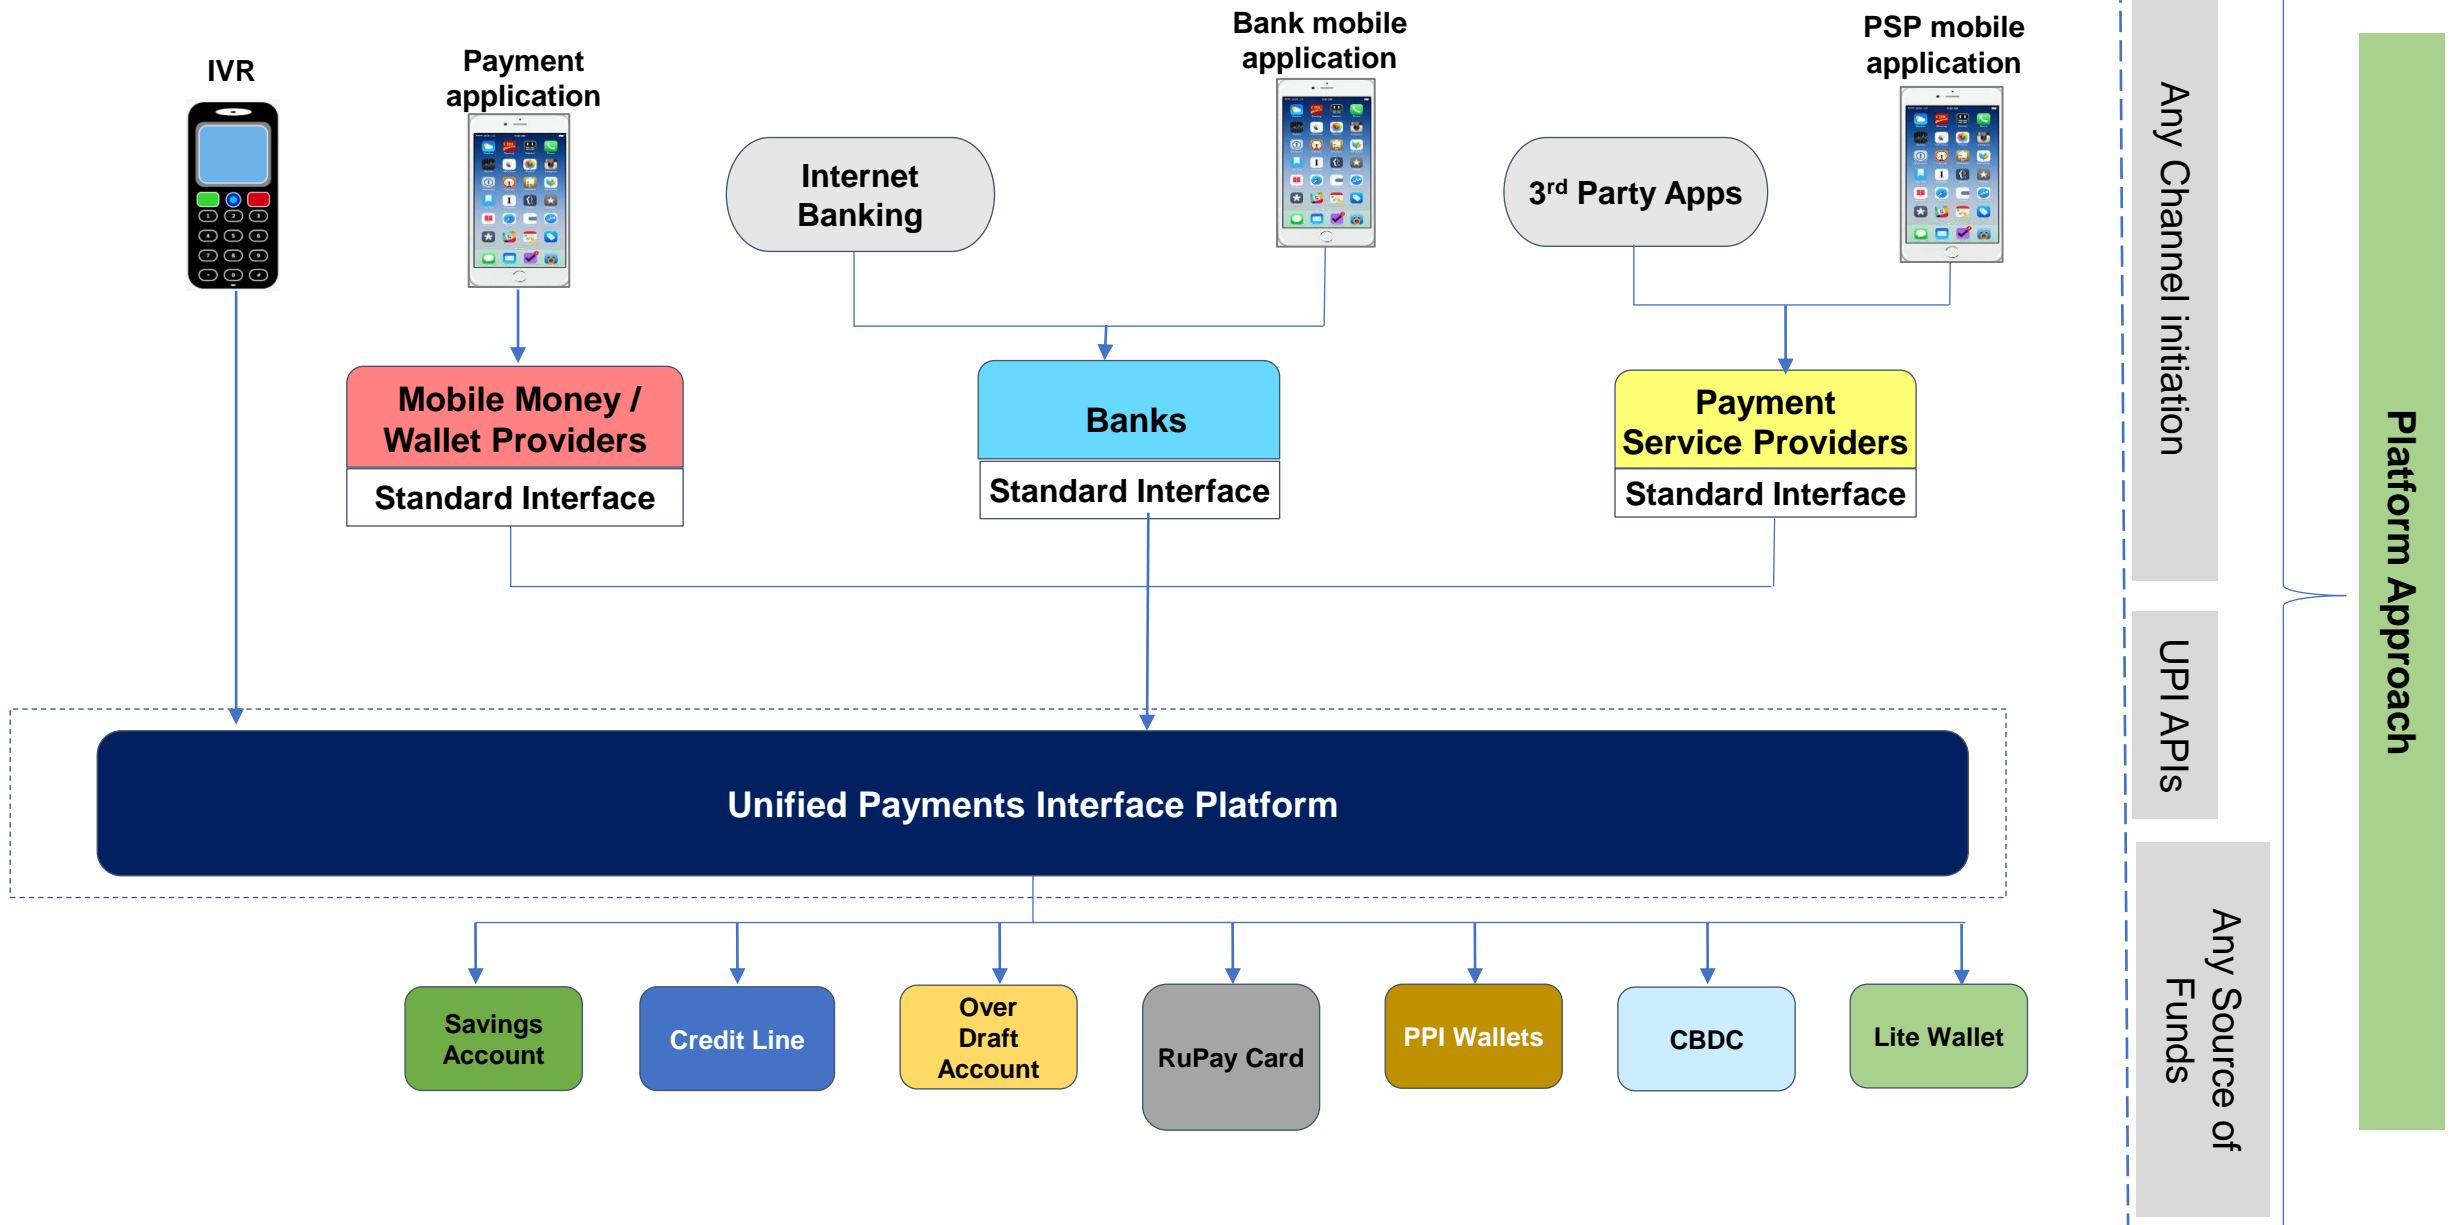 IVR
Payment
application
Bank mobile
application
PSP mobile
application
Internet
Banking
3rd Party Apps
Mobile Money /
Wallet Providers
Standard Interface
Banks
Standard Interface
Payment
Service Providers
Standard Interface
Unified Payments Interface Platform
Savings
Account
Credit Line
Over
Draft
Account
RuPay Card
PPI Wallets
CBDC
Lite Wallet
Any Channel initiation
UPI APIs
Any Source of
Funds
Platform Approach